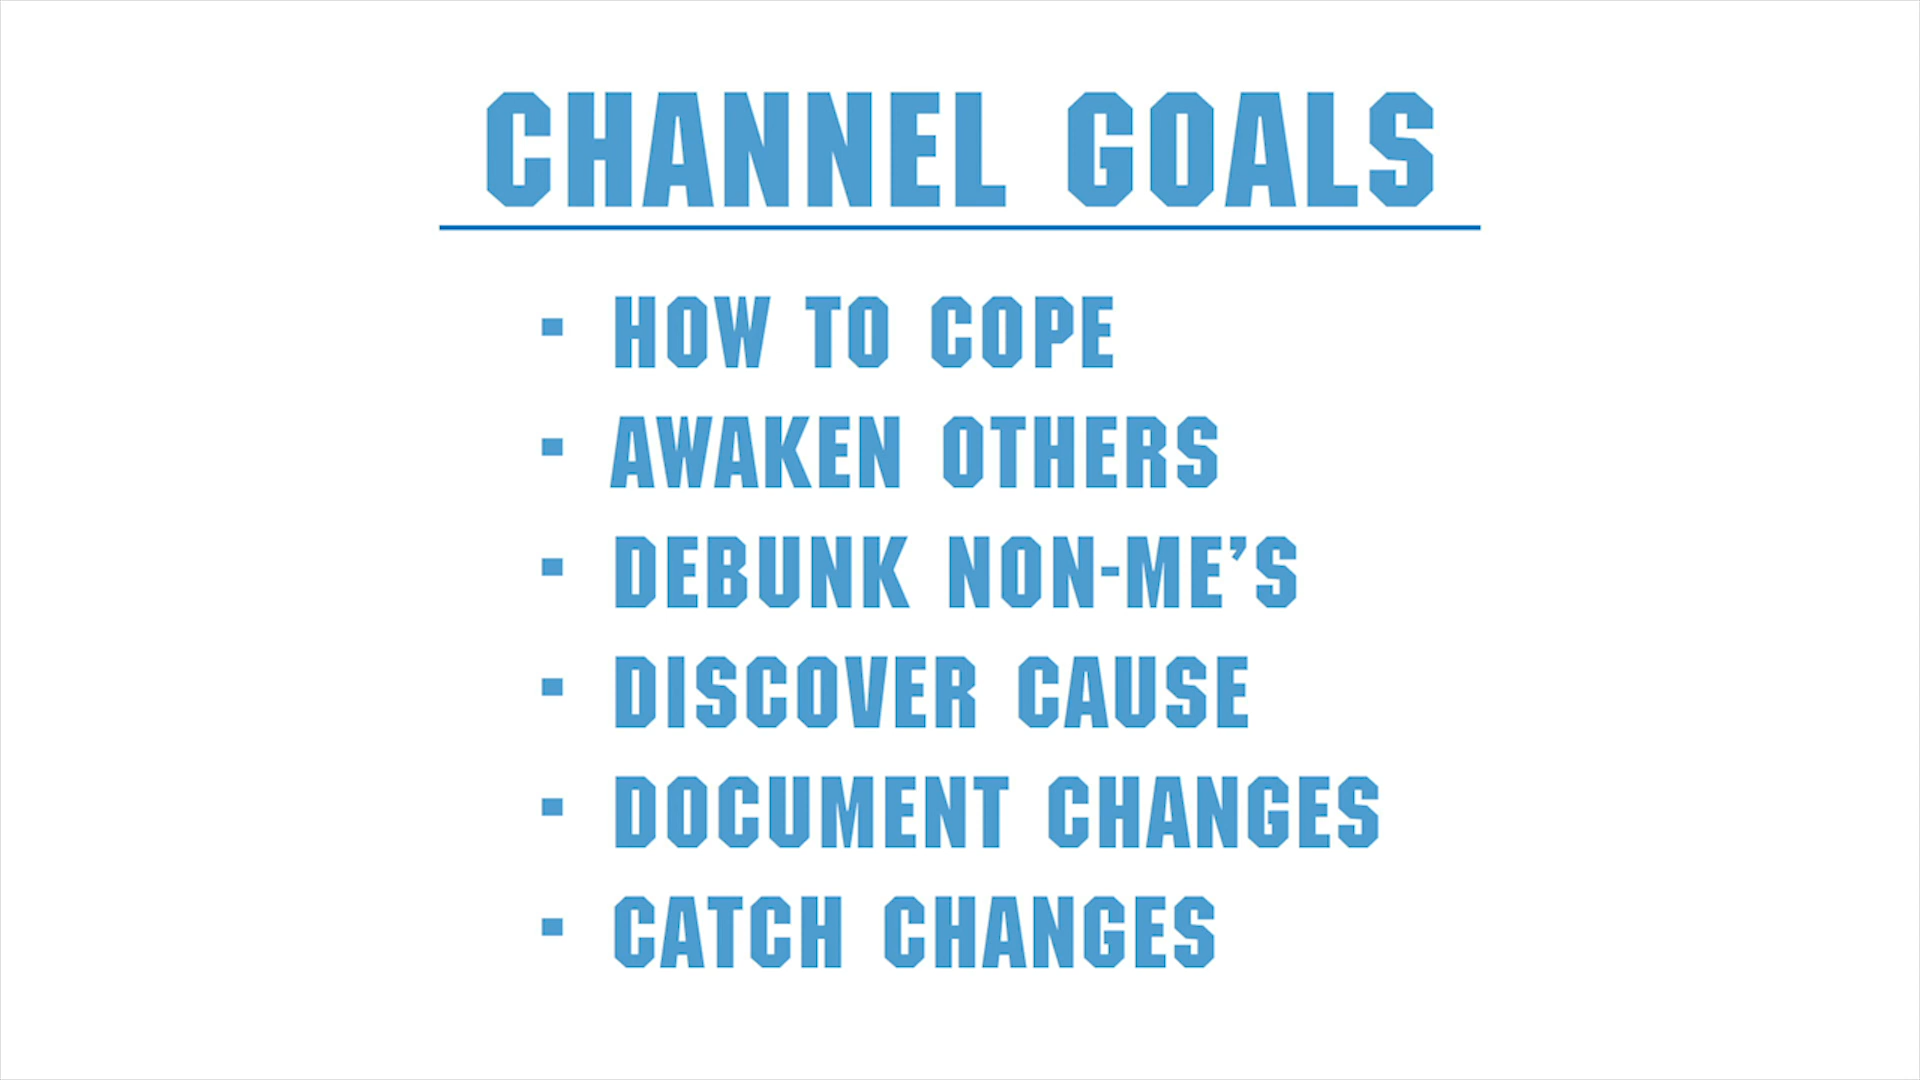 CHANNEL GOALS
- HOW TO COPE
- AWAKEN OTHERS
- DEBUNK NON-ME’S
- DISCOVER CAUSE
- DOCUMENT CHANGES
- CATCH CHANGES